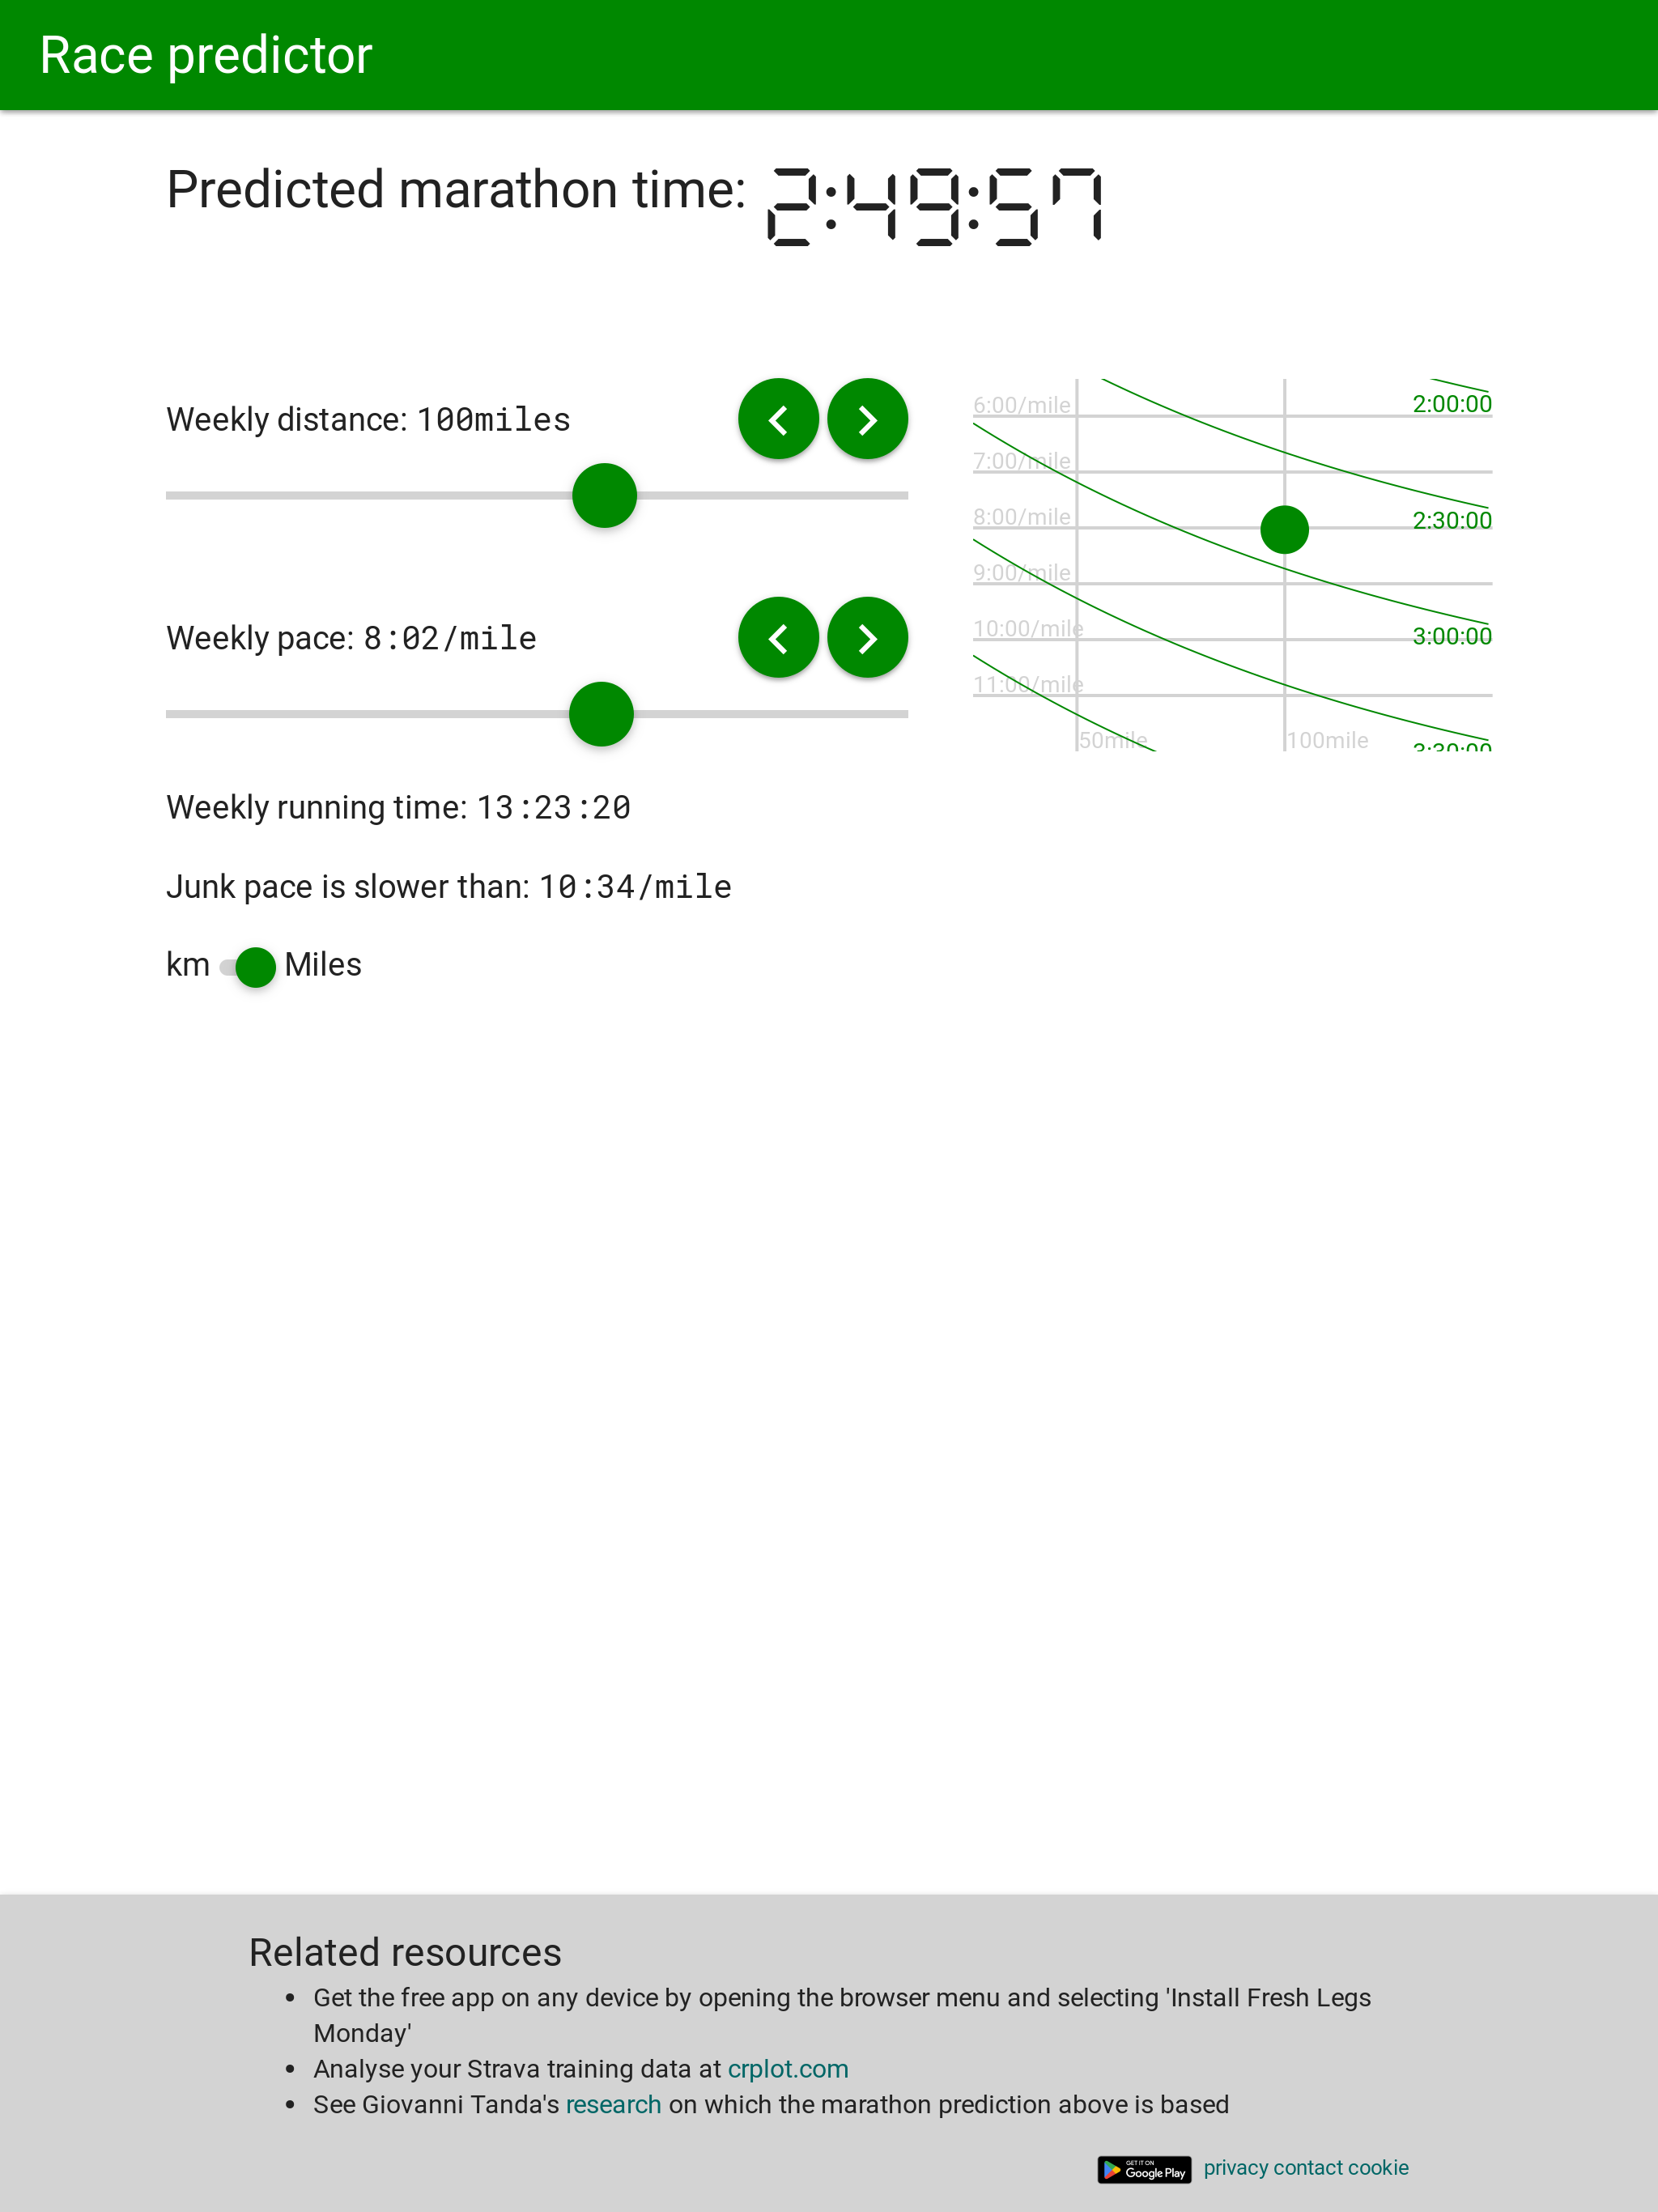 Race predictor
Predicted marathon time: 2:49:57
Weekly distance: 100miles
Weekly pace: 8:02/mile
Weekly running time: 13:23:20
Junk pace is slower than: 10:34/mile
km Miles
6:00/mile
2:00:00
7:00/mile
8:00/mile
2:30:00
9:00/mile
10:00/mile
3:00:00
11:00/mile
50mile
100mile
3:30:00
Related resources
Get the free app on any device by opening the browser menu and selecting 'Install Fresh Legs
Monday'
Analyse your Strava training data at crplot.com
See Giovanni Tanda's research on which the marathon prediction above is based
GET IT ON
Google Play
privacy contact cookie